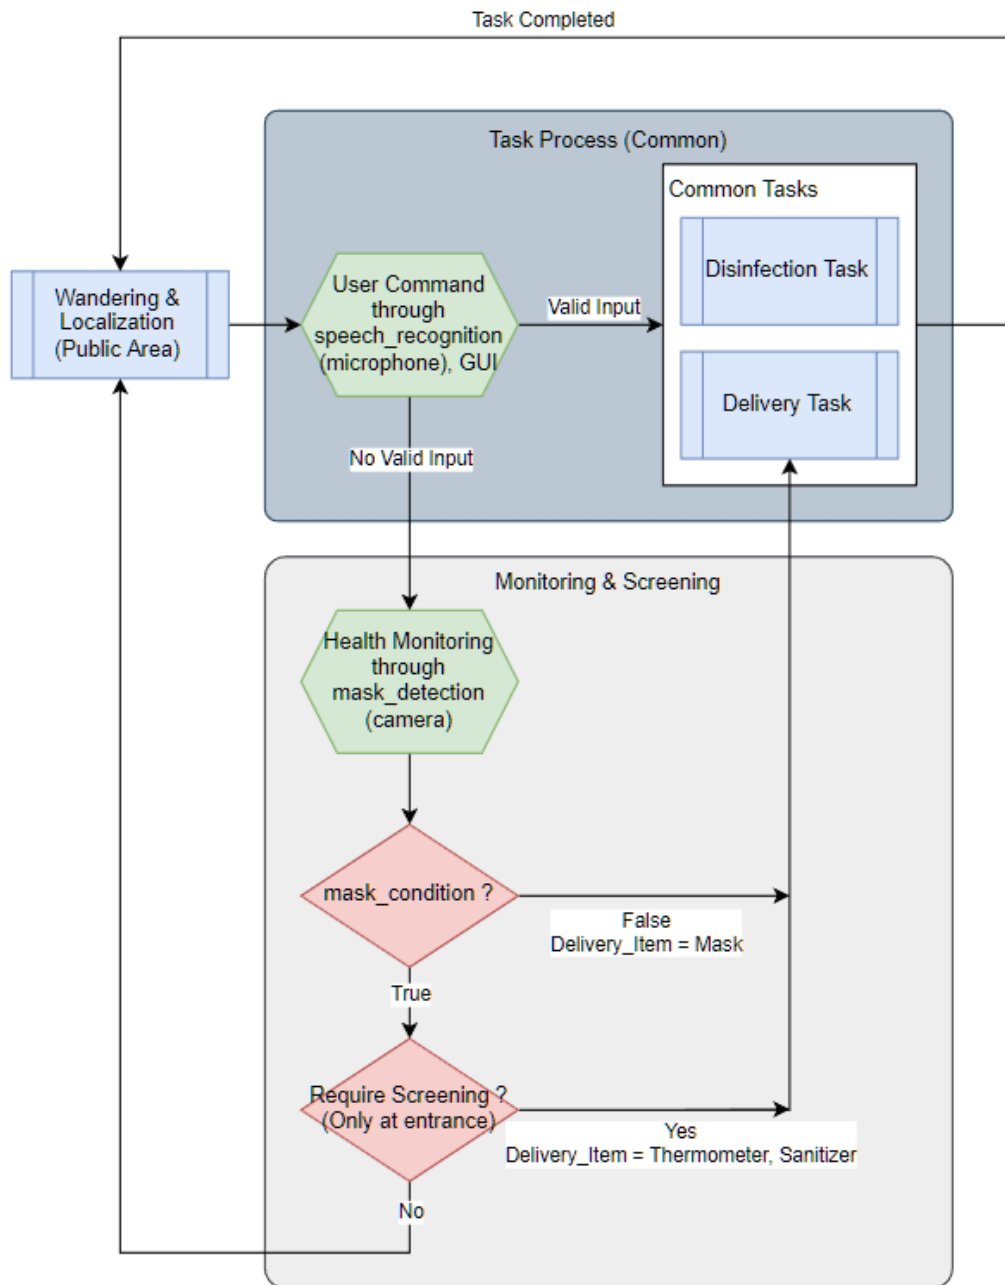 Task Completed
Task Process (Common)
Common Tasks
Disinfection Task
Delivery Task
Wandering &
Localization
(Public Area)
User Command
through
speech_recognition
(microphone), GUI
Valid Input
No Valid Input
Monitoring & Screening
Health Monitoring
through
mask_detection
(camera)
mask_condition ?
False
Delivery_Item = Mask
True
Require Screening ?
(Only at entrance)
Yes
Delivery_Item = Thermometer, Sanitizer
No